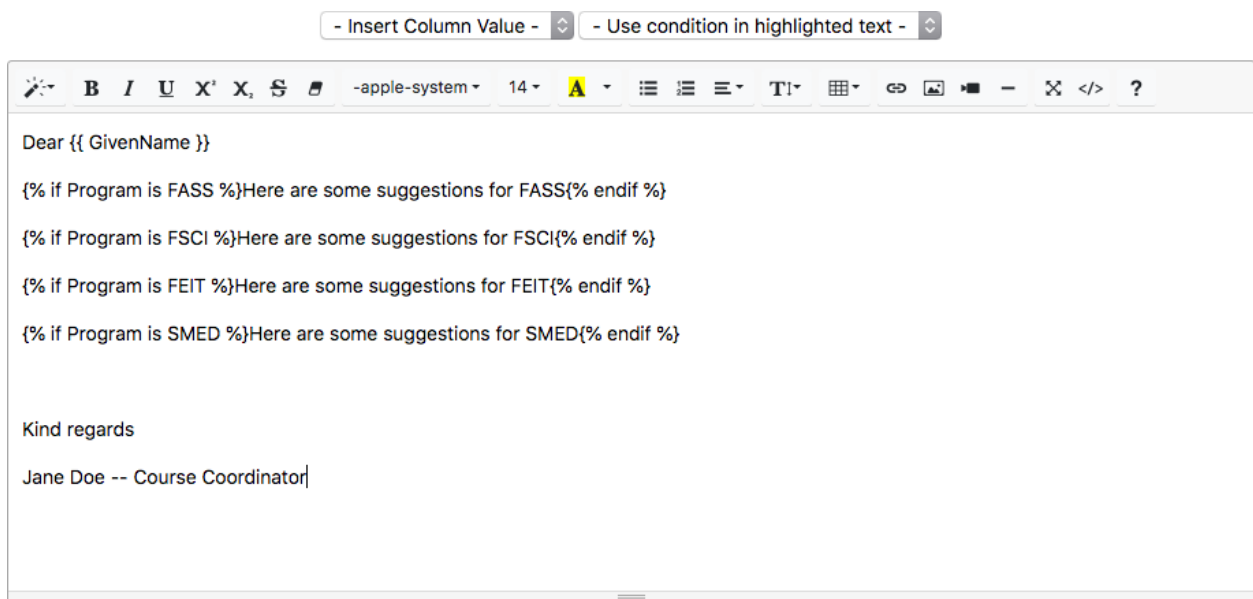 - Insert Column Value - - Use condition in highlighted text -
B I U X² X₂ S -apple-system 14 A T </> ?
Dear {{ GivenName }}
{% if Program is FASS %}Here are some suggestions for FASS{% endif %}
{% if Program is FSCI %}Here are some suggestions for FSCI{% endif %}
{% if Program is FEIT %}Here are some suggestions for FEIT{% endif %}
{% if Program is SMED %}Here are some suggestions for SMED{% endif %}
Kind regards
Jane Doe -- Course Coordinator